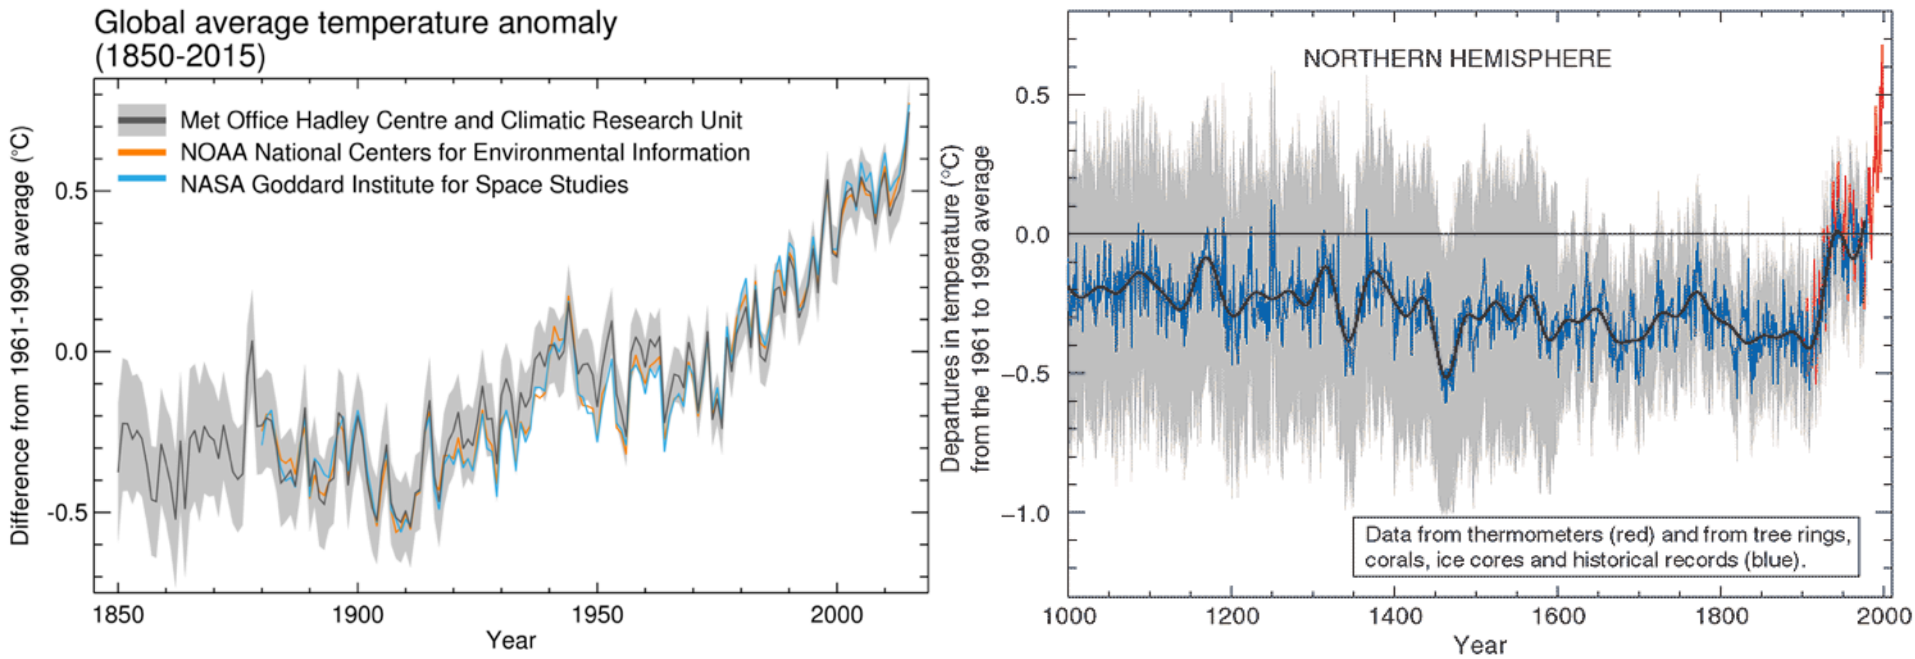 Global average temperature anomaly
(1850-2015)
Met Office Hadley Centre and Climatic Research Unit
NOAA National Centers for Environmental Information
NASA Goddard Institute for Space Studies
Difference from 1961-1990 average (°C)
0.5
0.0
-0.5
1850
1900
1950
2000
Year
NORTHERN HEMISPHERE
Departures in temperature (°C)
from the 1961 to 1990 average
0.5
0.0
−0.5
−1.0
Data from thermometers (red) and from tree rings,
corals, ice cores and historical records (blue).
1000
1200
1400
1600
1800
2000
Year